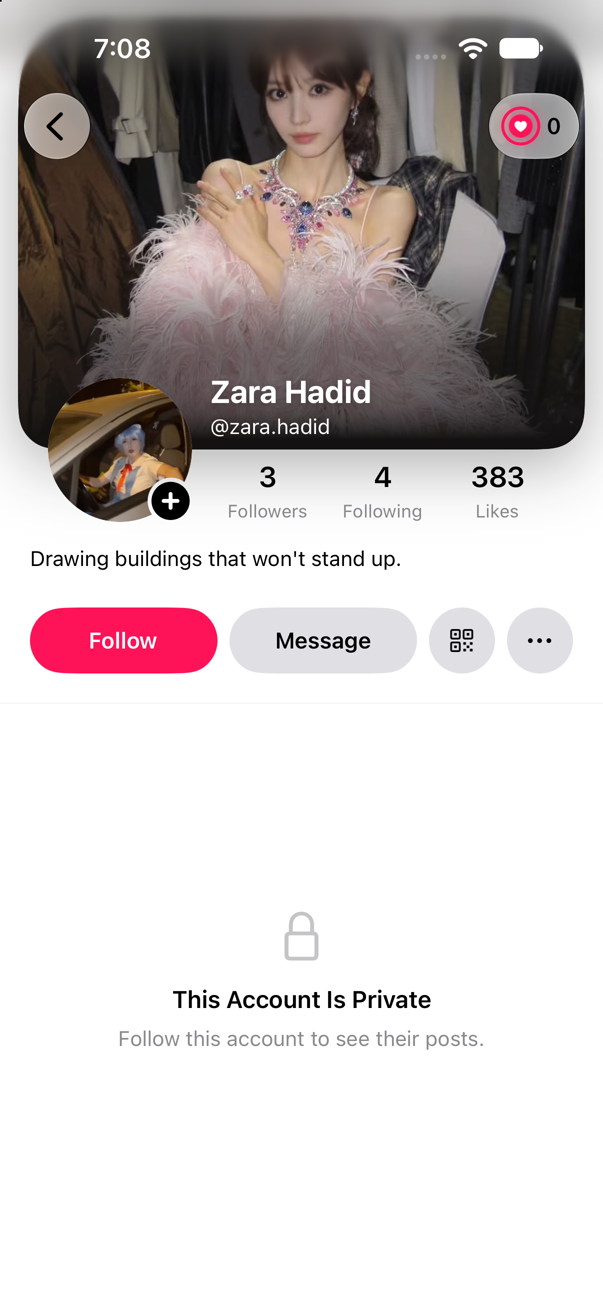 7:08
0
Zara Hadid
@zara.hadid
3 4 383
Followers Following Likes
Drawing buildings that won't stand up.
Follow Message
This Account Is Private
Follow this account to see their posts.